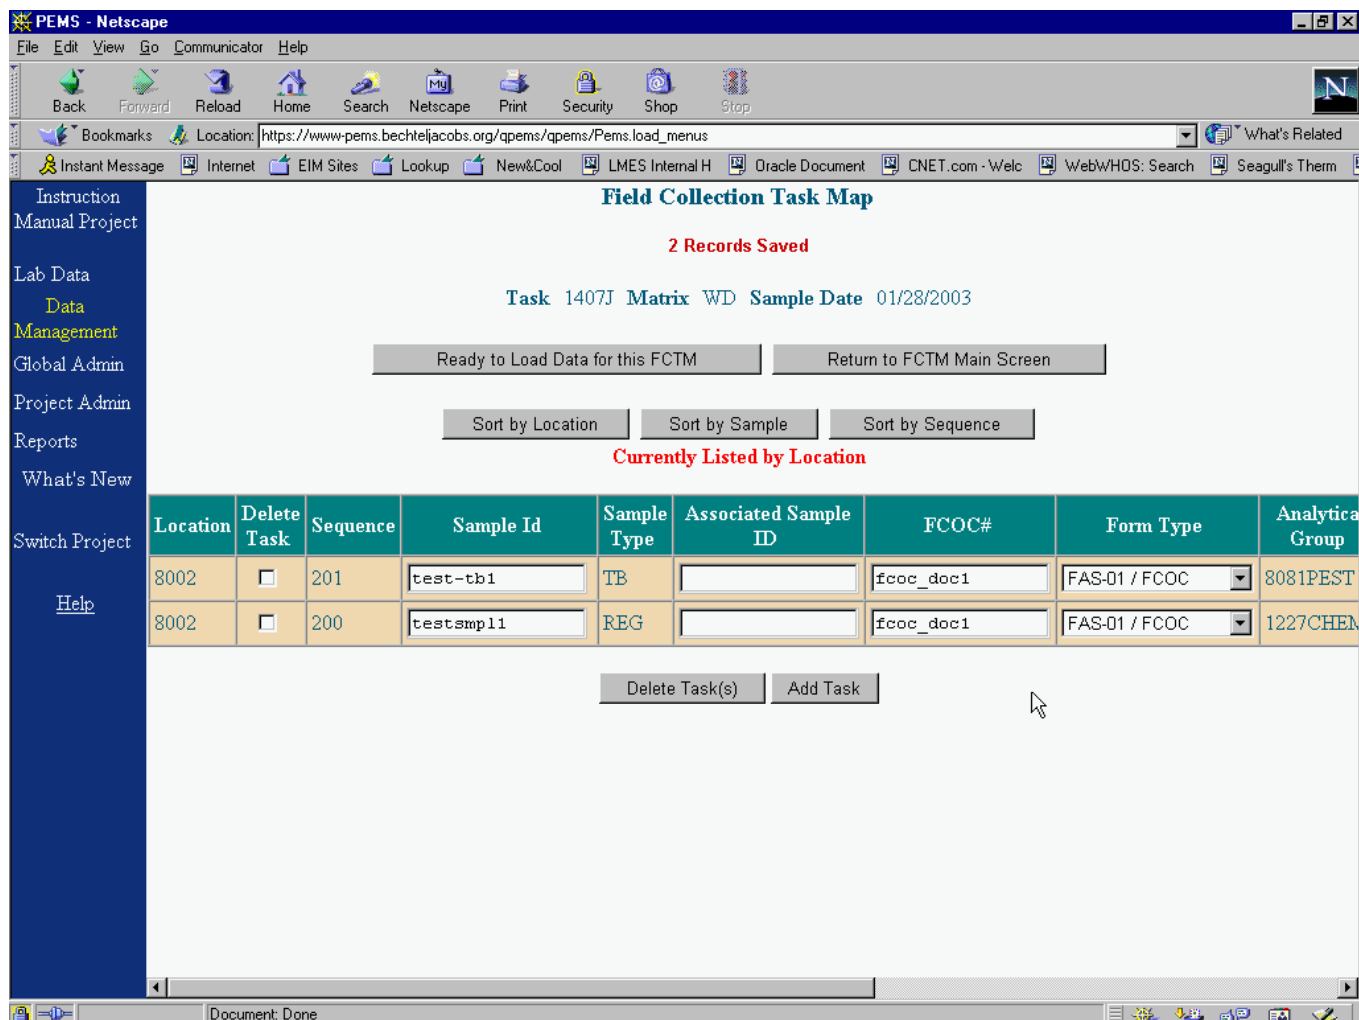 PEMS - Netscape
File Edit View Go Communicator Help
Back Forward Reload Home Search Netscape Print Security Shop Stop
My
N
Bookmarks Location: https://www-pems.bechteljacobs.org/qpems/qpems/Pems.load_menus What's Related
Instant Message Internet EIM Sites Lookup New&Cool LMES Internal H Oracle Document CNET.com - Welc WebWHOS: Search Seagull's Therm
Instruction
Manual Project
Lab Data
Data
Management
Global Admin
Project Admin
Reports
What's New
Switch Project
Help
Field Collection Task Map
2 Records Saved
Task 1407J Matrix WD Sample Date 01/28/2003
Ready to Load Data for this FCTM Return to FCTM Main Screen
Sort by Location Sort by Sample Sort by Sequence
Currently Listed by Location
Location Delete Task Sequence Sample Id Sample Type Associated Sample ID FCOC# Form Type Analytica Group
8002 201 test-tb1 TB fcoc_doc1 FAS-01 / FCOC 8081PEST
8002 200 testsmpl1 REG fcoc_doc1 FAS-01 / FCOC 1227CHEM
Delete Task(s) Add Task
Document: Done